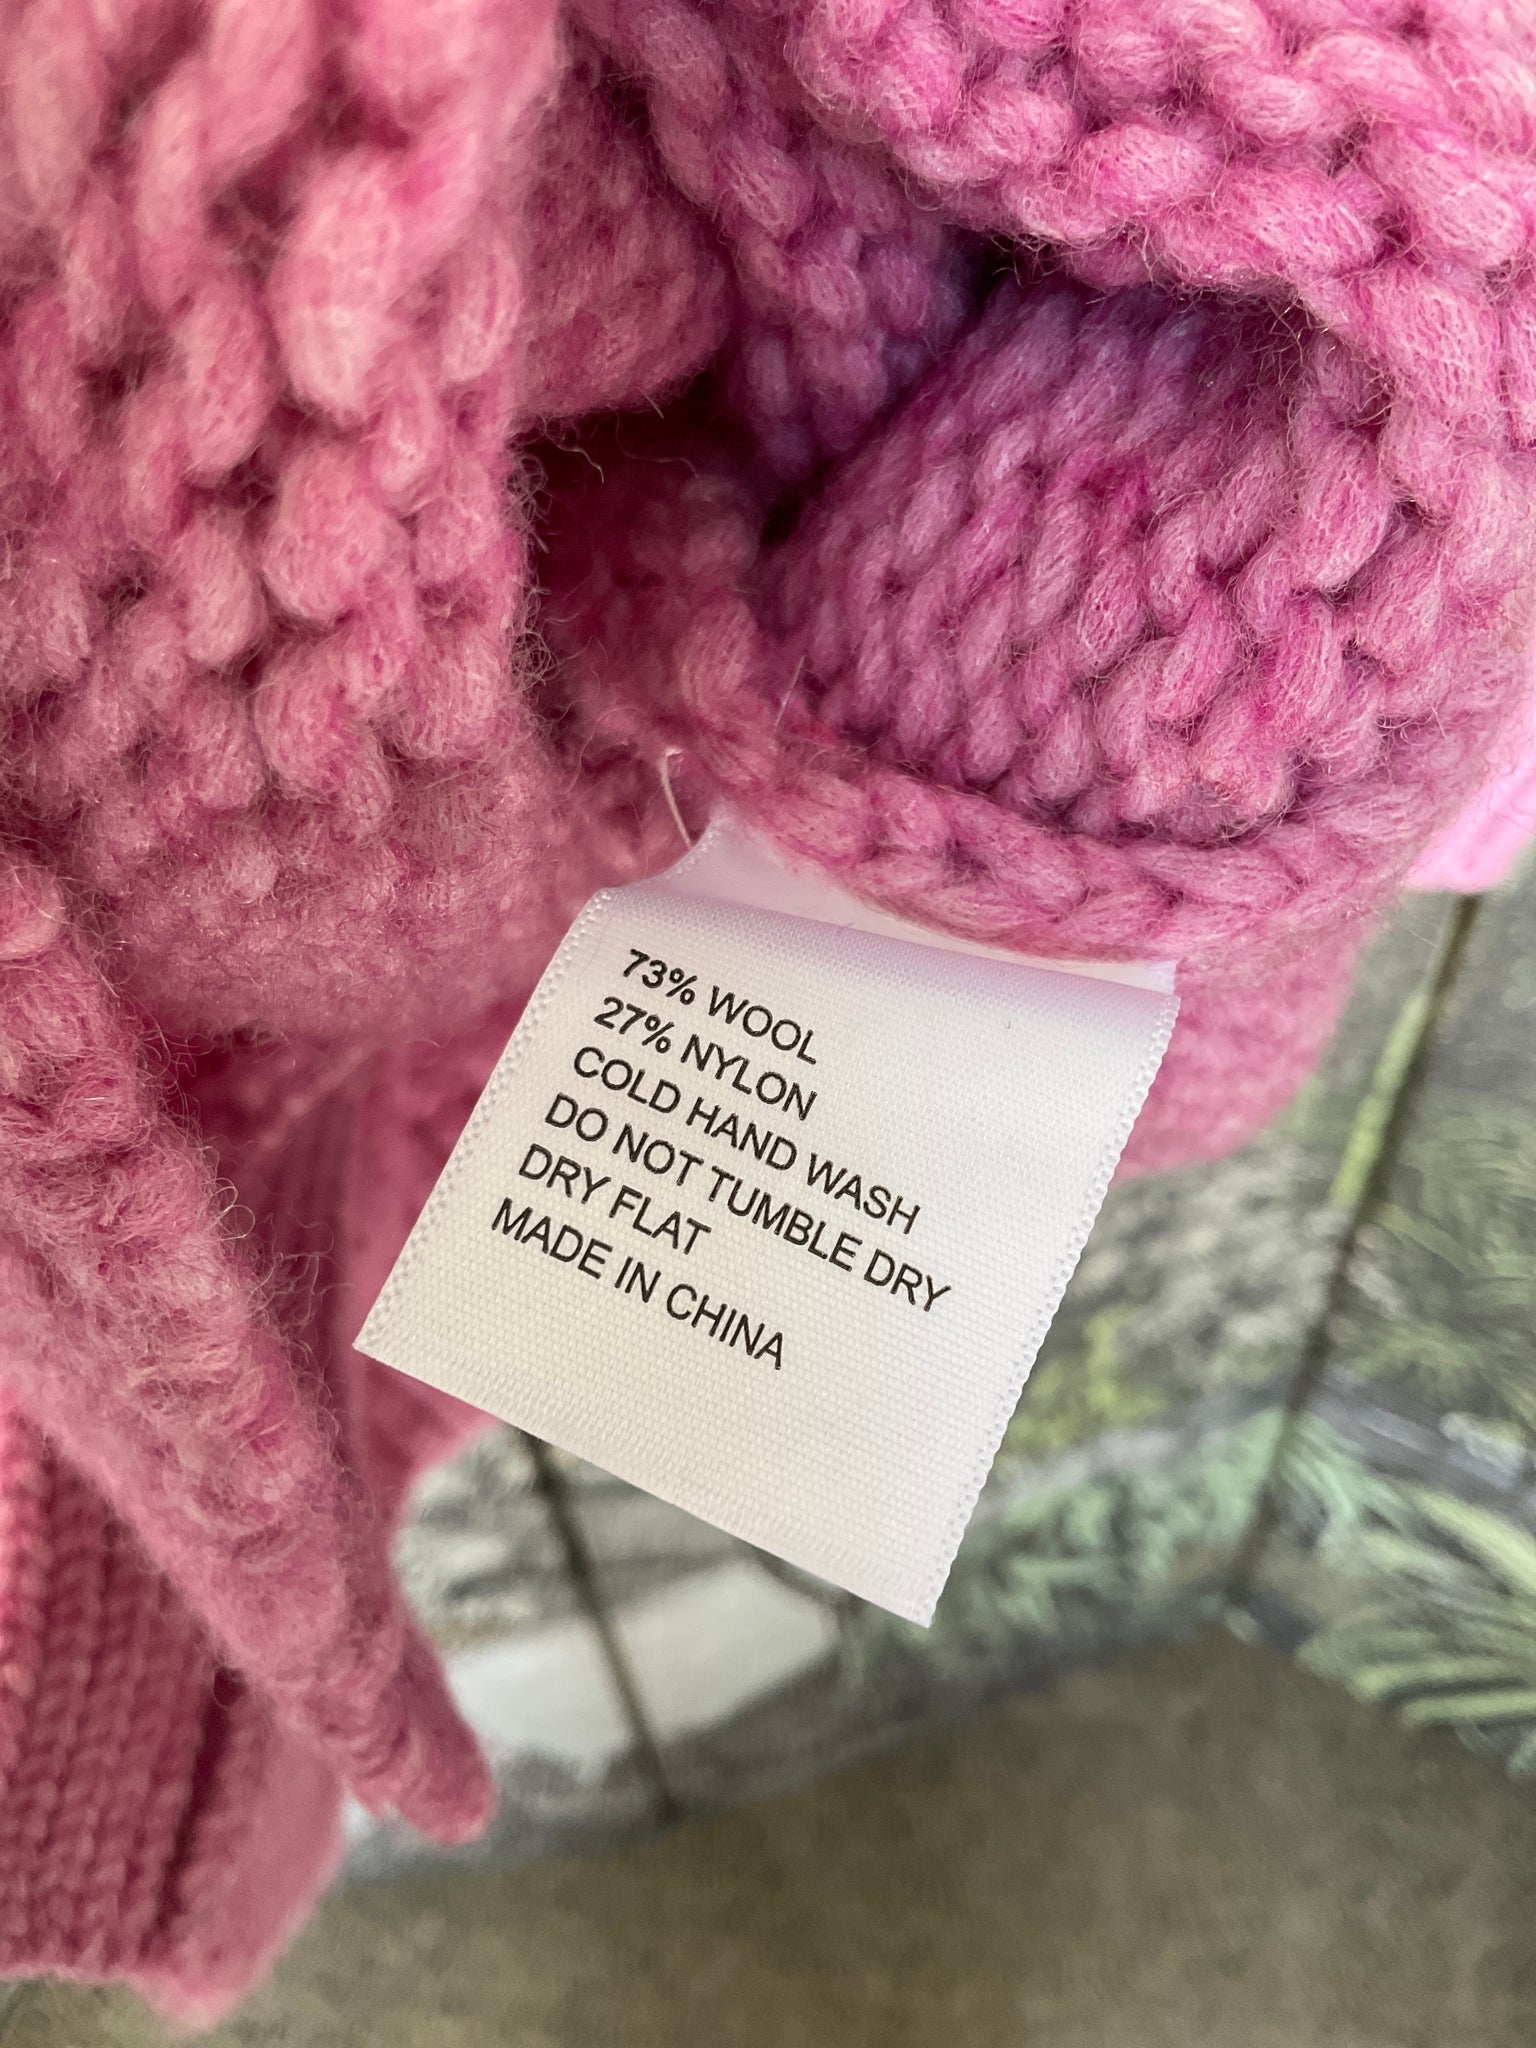 73% WOOL
27% NYLON
COLD HAND WASH
DO NOT TUMBLE DRY
DRY FLAT
MADE IN CHINA